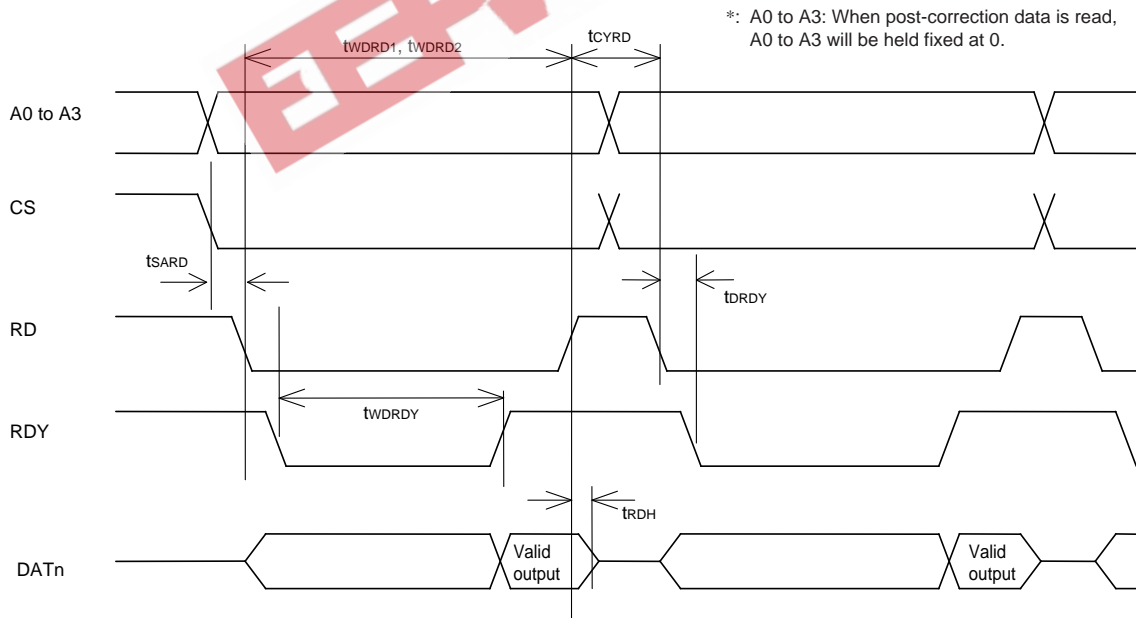 *: A0 to A3: When post-correction data is read,
A0 to A3 will be held fixed at 0.
tWDRD1, tWDRD2
tCYRD
A0 to A3
CS
tSARD
tDRDY
RD
tWDRDY
RDY
tRDH
DATn
Valid
output
Valid
output